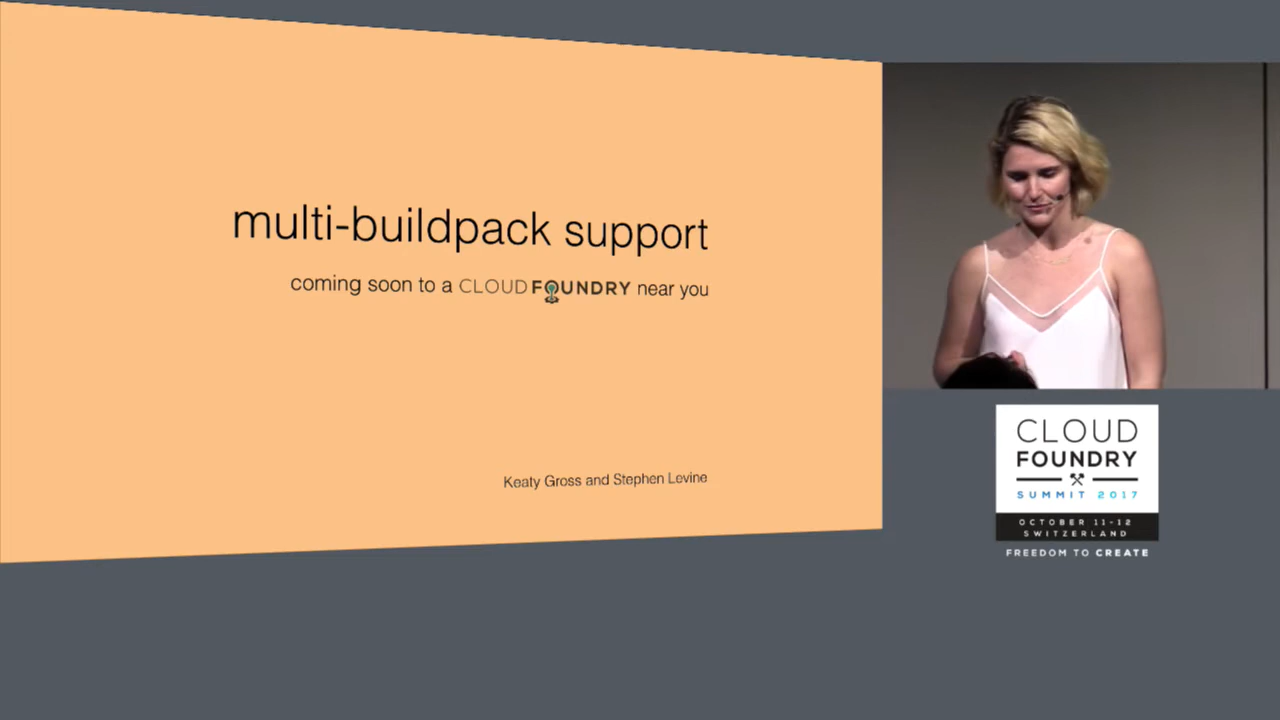 multi-buildpack support
coming soon to a CLOUD FOUNDRY near you
Keaty Gross and Stephen Levine
CLOUD
FOUNDRY
SUMMIT 2017
OCTOBER 11-12
SWITZERLAND
FREEDOM TO CREATE